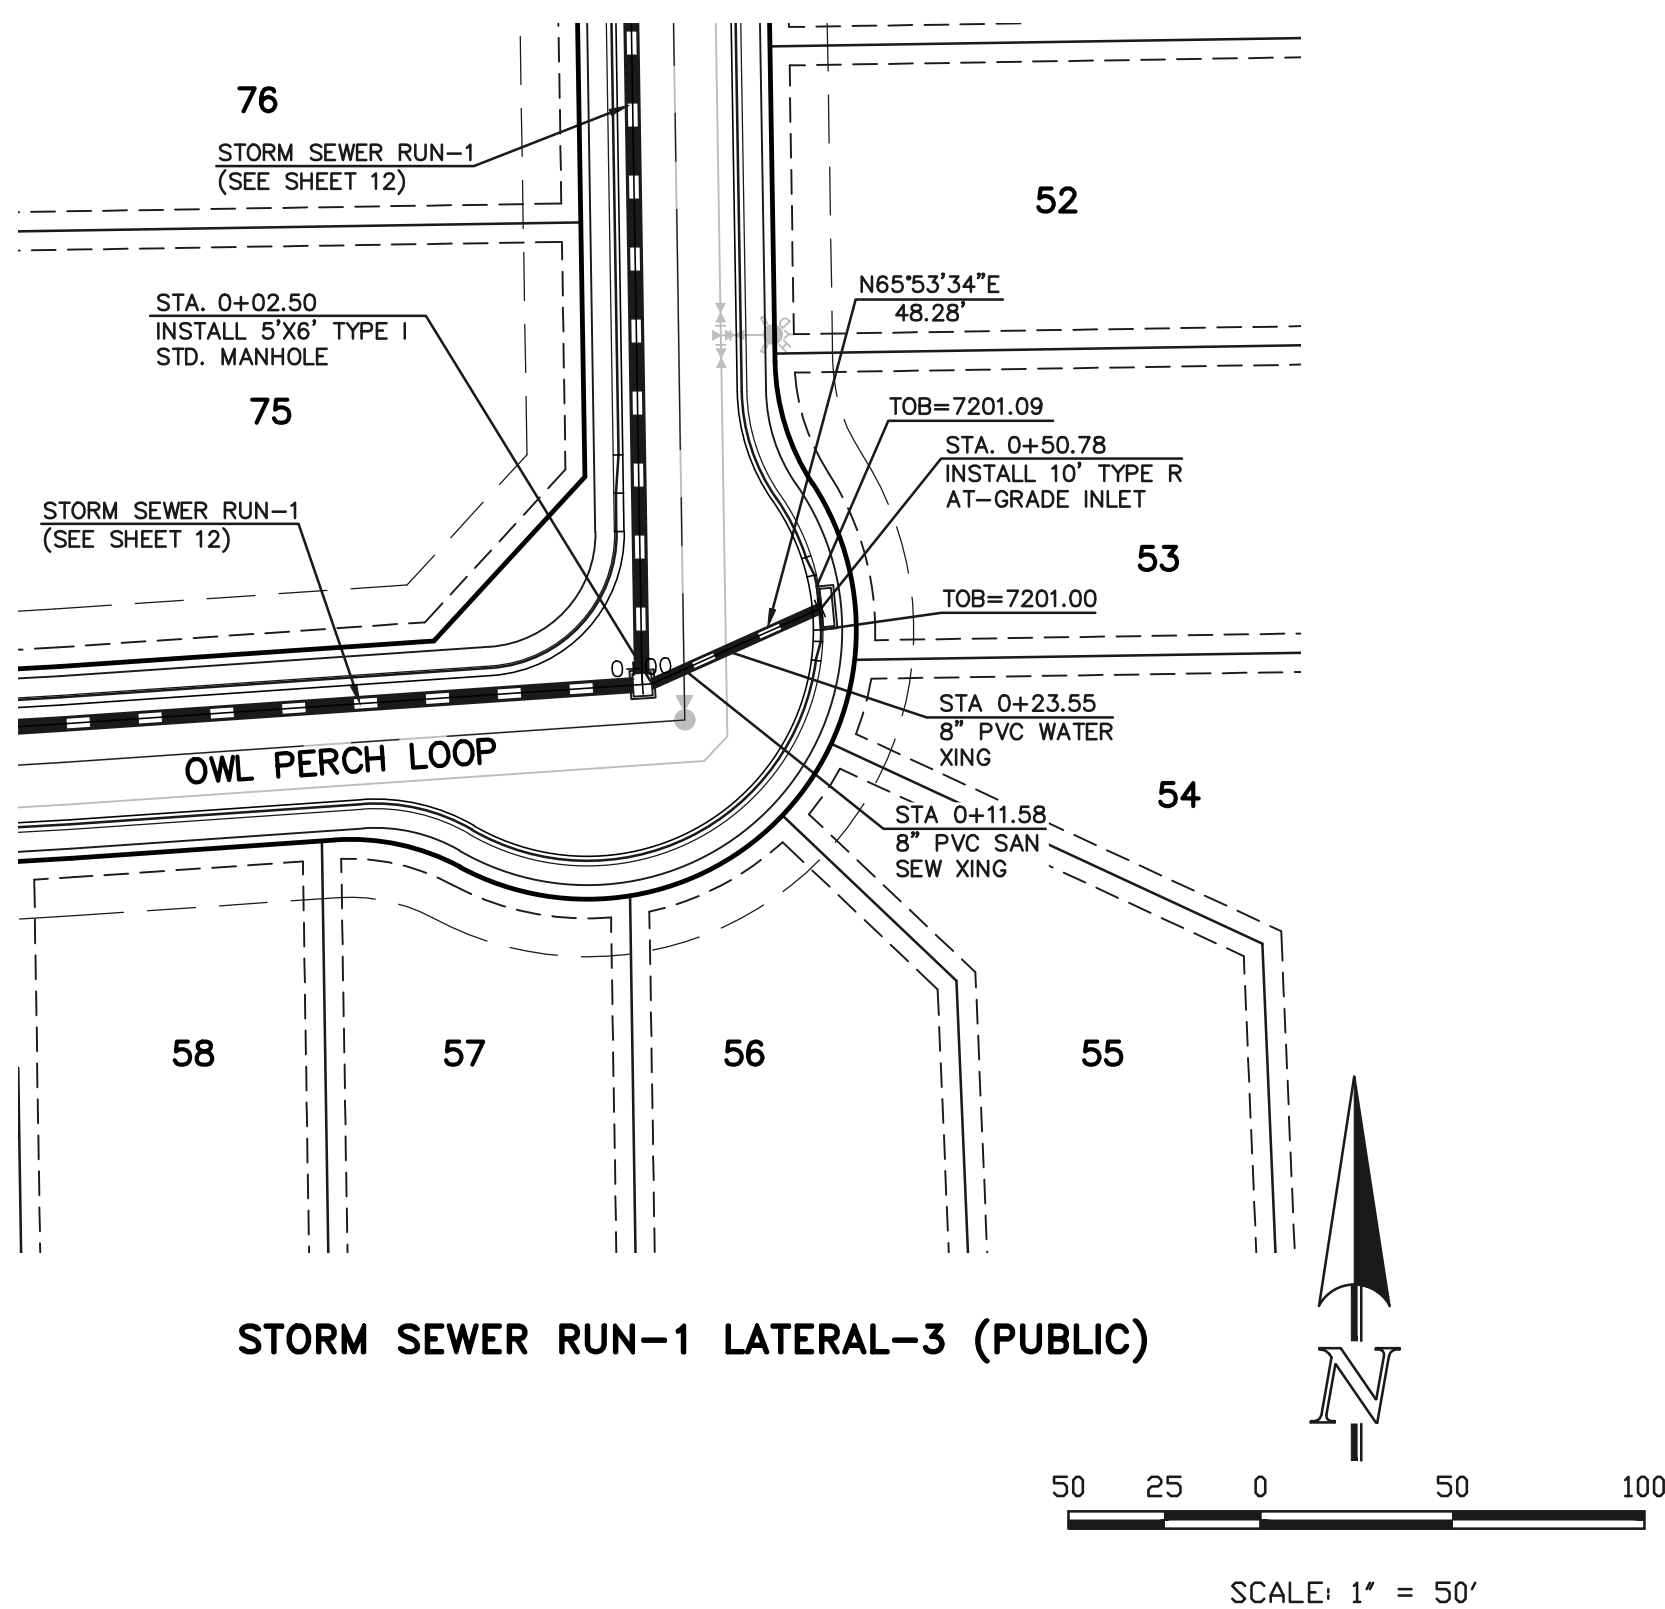 76
STORM SEWER RUN-1
(SEE SHEET 12)
52
STA. 0+02.50
INSTALL 5'X6' TYPE I
STD. MANHOLE
N65°53'34"E
48.28'
75
TOB=7201.09
STA. 0+50.78
INSTALL 10' TYPE R
AT-GRADE INLET
STORM SEWER RUN-1
(SEE SHEET 12)
53
TOB=7201.00
STA 0+23.55
8" PVC WATER
XING
OWL PERCH LOOP
54
STA 0+11.58
8" PVC SAN
SEW XING
58
57
56
55
STORM SEWER RUN-1 LATERAL-3 (PUBLIC)
N
50 25 0 50 100
SCALE: 1" = 50'